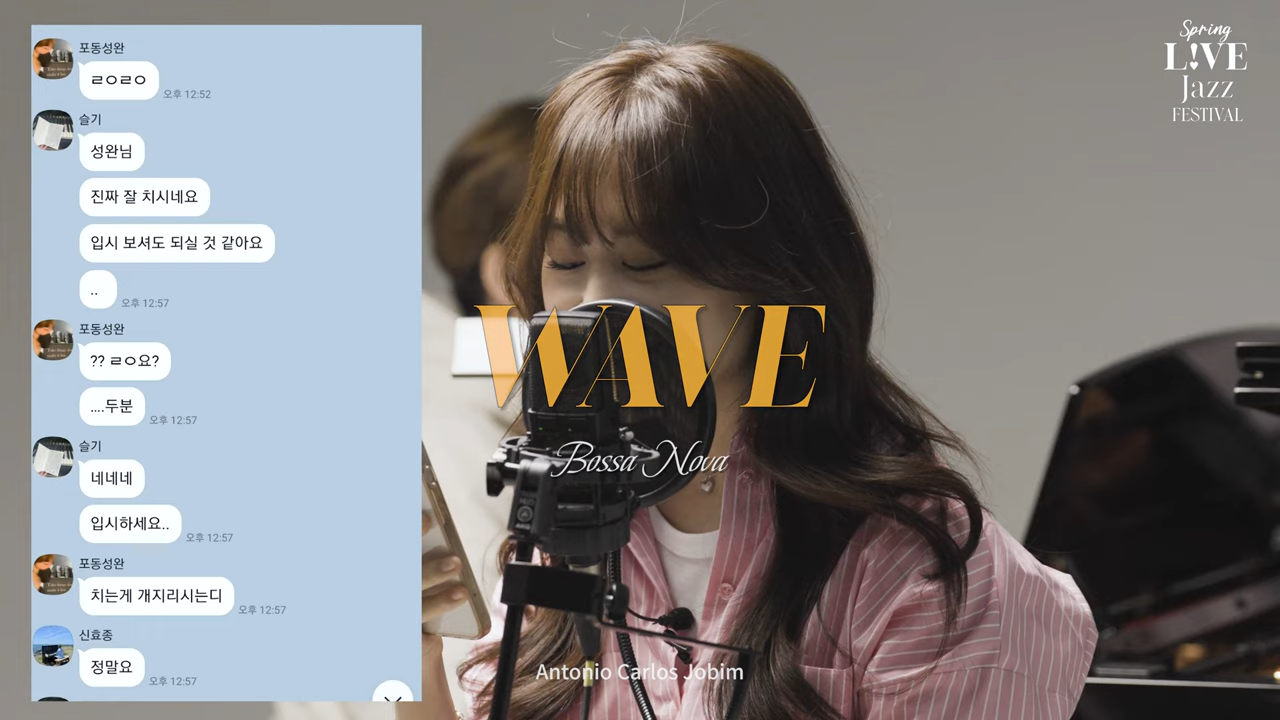 포동성완
ㄹㅇㄹㅇ
오후 12:52
슬기
성완님
진짜 잘 치시네요
입시 보셔도 되실 것 같아요
..
오후 12:57
포동성완
?? ㄹㅇ요?
....두분
오후 12:57
슬기
네네네
입시하세요..
오후 12:57
포동성완
치는게 개지리시는디
오후 12:57
신효종
정말요
오후 12:57
WAVE
Bossa Nova
Antonio Carlos Jobim
Spring
L!VE
Jazz
FESTIVAL